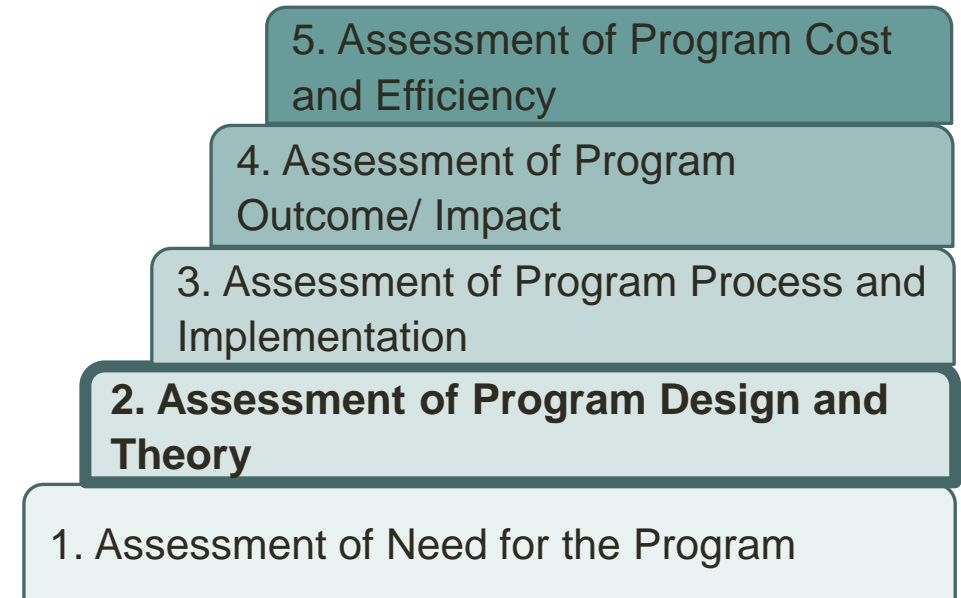 5. Assessment of Program Cost
and Efficiency
4. Assessment of Program
Outcome/ Impact
3. Assessment of Program Process and
Implementation
2. Assessment of Program Design and
Theory
1. Assessment of Need for the Program